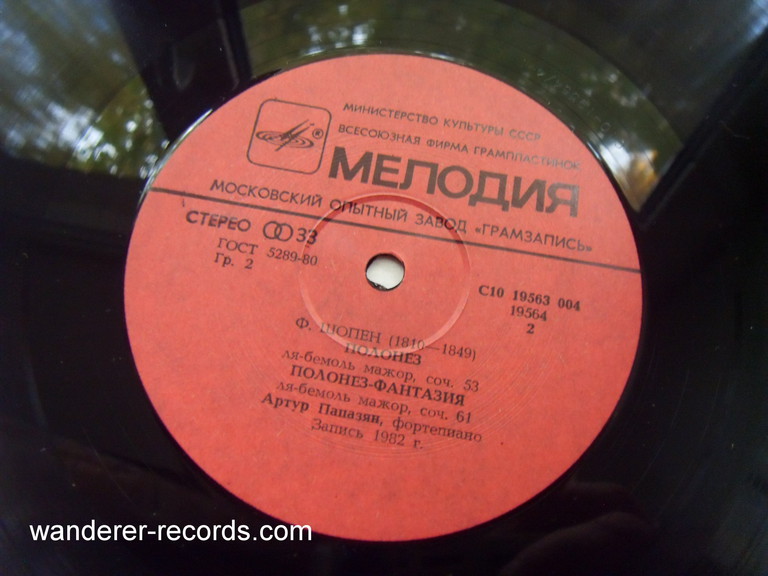 МИНИСТЕРСТВО КУЛЬТУРЫ СССР
ВСЕСОЮЗНАЯ ФИРМА ГРАМПЛАСТИНОК
®
МЕЛОДИЯ
МОСКОВСКИЙ ОПЫТНЫЙ ЗАВОД «ГРАМЗАПИСЬ»
СТЕРЕО 33
ГОСТ 5289-80
Гр. 2
С10 19563 004
19564
2
Ф. ШОПЕН (1810—1849)
ПОЛОНЕЗ
ля-бемоль мажор, соч. 53
ПОЛОНЕЗ-ФАНТАЗИЯ
ля-бемоль мажор, соч. 61
Артур Папазян, фортепиано
Запись 1982 г.
wanderer-records.com